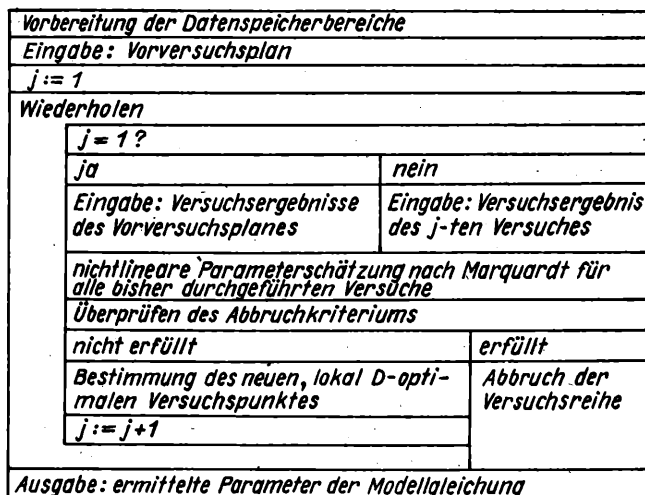 Vorbereitung der Datenspeicherbereiche
Eingabe: Vorversuchsplan
j := 1
Wiederholen
j = 1 ?
ja
nein
Eingabe: Versuchsergebnisse
des Vorversuchsplanes
Eingabe: Versuchsergebnis
des j-ten Versuches
nichtlineare Parameterschätzung nach Marquardt für
alle bisher durchgeführten Versuche
Überprüfen des Abbruchkriteriums
nicht erfüllt
erfüllt
Bestimmung des neuen, lokal D-opti-
malen Versuchspunktes
Abbruch der
Versuchsreihe
j := j+1
Ausgabe: ermittelte Parameter der Modellgleichung